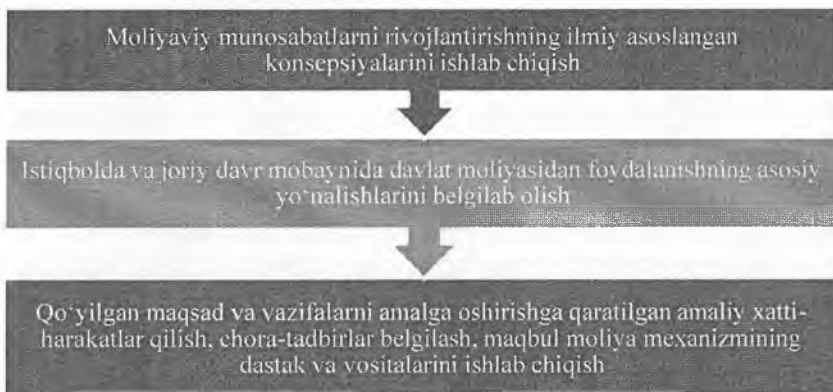 Moliyaviy munosabatlarni rivojlantirishning ilmiy asoslangan
konsepsiyalarini ishlab chiqish
Istiqbolda va joriy davr mobaynida davlat moliyasidan foydalanishning asosiy
yo‘nalishlarini belgilab olish
Qo‘yilgan maqsad va vazifalarni amalga oshirishga qaratilgan amaliy xatti-
harakatlar qilish, chora-tadbirlar belgilash, maqbul moliya mexanizmining
dastak va vositalarini ishlab chiqish